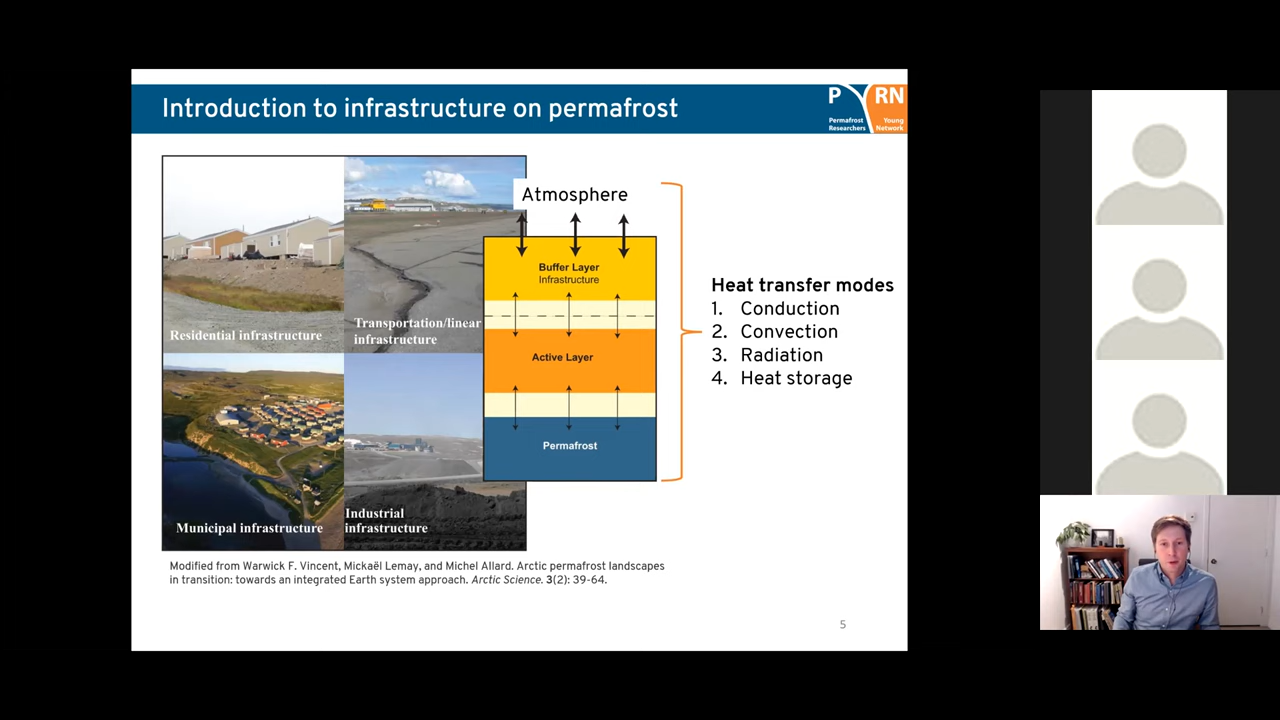 Introduction to infrastructure on permafrost
P RN
Permafrost Young
Researchers Network
Residential infrastructure
Transportation/linear
infrastructure
Municipal infrastructure
Industrial
infrastructure
Atmosphere
Buffer Layer
Infrastructure
Active Layer
Permafrost
Heat transfer modes
1. Conduction
2. Convection
3. Radiation
4. Heat storage
Modified from Warwick F. Vincent, Mickaël Lemay, and Michel Allard. Arctic permafrost landscapes
in transition: towards an integrated Earth system approach. Arctic Science. 3(2): 39-64.
5